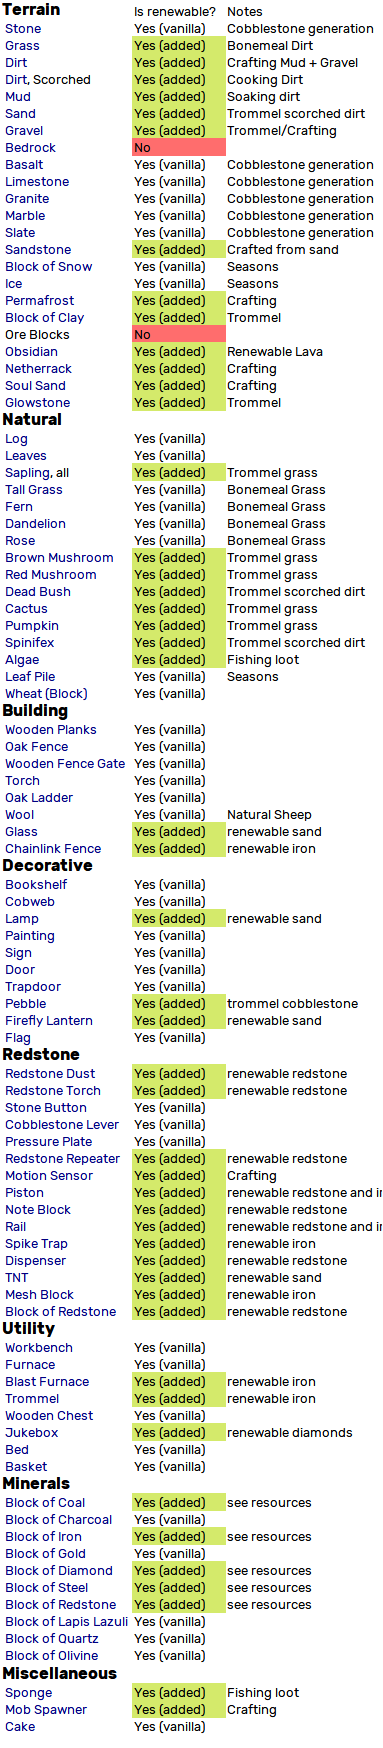 Terrain Is renewable? Notes
Stone Yes (vanilla) Cobblestone generation
Grass Yes (added) Bonemeal Dirt
Dirt Yes (added) Crafting Mud + Gravel
Dirt, Scorched Yes (added) Cooking Dirt
Mud Yes (added) Soaking dirt
Sand Yes (added) Trommel scorched dirt
Gravel Yes (added) Trommel/Crafting
Bedrock No
Basalt Yes (vanilla) Cobblestone generation
Limestone Yes (vanilla) Cobblestone generation
Granite Yes (vanilla) Cobblestone generation
Marble Yes (vanilla) Cobblestone generation
Slate Yes (vanilla) Cobblestone generation
Sandstone Yes (added) Crafted from sand
Block of Snow Yes (vanilla) Seasons
Ice Yes (vanilla) Seasons
Permafrost Yes (added) Crafting
Block of Clay Yes (added) Trommel
Ore Blocks No
Obsidian Yes (added) Renewable Lava
Netherrack Yes (added) Crafting
Soul Sand Yes (added) Crafting
Glowstone Yes (added) Trommel
Natural
Log Yes (vanilla)
Leaves Yes (vanilla)
Sapling, all Yes (added) Trommel grass
Tall Grass Yes (vanilla) Bonemeal Grass
Fern Yes (vanilla) Bonemeal Grass
Dandelion Yes (vanilla) Bonemeal Grass
Rose Yes (vanilla) Bonemeal Grass
Brown Mushroom Yes (added) Trommel grass
Red Mushroom Yes (added) Trommel grass
Dead Bush Yes (added) Trommel scorched dirt
Cactus Yes (added) Trommel grass
Pumpkin Yes (added) Trommel grass
Spinifex Yes (added) Trommel scorched dirt
Algae Yes (added) Fishing loot
Leaf Pile Yes (vanilla) Seasons
Wheat (Block) Yes (vanilla)
Building
Wooden Planks Yes (vanilla)
Oak Fence Yes (vanilla)
Wooden Fence Gate Yes (vanilla)
Torch Yes (vanilla)
Oak Ladder Yes (vanilla)
Wool Yes (vanilla) Natural Sheep
Glass Yes (added) renewable sand
Chainlink Fence Yes (added) renewable iron
Decorative
Bookshelf Yes (vanilla)
Cobweb Yes (vanilla)
Lamp Yes (added) renewable sand
Painting Yes (vanilla)
Sign Yes (vanilla)
Door Yes (vanilla)
Trapdoor Yes (vanilla)
Pebble Yes (added) trommel cobblestone
Firefly Lantern Yes (added) renewable sand
Flag Yes (vanilla)
Redstone
Redstone Dust Yes (added) renewable redstone
Redstone Torch Yes (added) renewable redstone
Stone Button Yes (vanilla)
Cobblestone Lever Yes (vanilla)
Pressure Plate Yes (vanilla)
Redstone Repeater Yes (added) renewable redstone
Motion Sensor Yes (added) Crafting
Piston Yes (added) renewable redstone and
Note Block Yes (added) renewable redstone
Rail Yes (added) renewable redstone and
Spike Trap Yes (added) renewable iron
Dispenser Yes (added) renewable redstone
TNT Yes (added) renewable sand
Mesh Block Yes (added) renewable iron
Block of Redstone Yes (added) renewable redstone
Utility
Workbench Yes (vanilla)
Furnace Yes (vanilla)
Blast Furnace Yes (added) renewable iron
Trommel Yes (added) renewable iron
Wooden Chest Yes (vanilla)
Jukebox Yes (added) renewable diamonds
Bed Yes (vanilla)
Basket Yes (vanilla)
Minerals
Block of Coal Yes (added) see resources
Block of Charcoal Yes (vanilla)
Block of Iron Yes (added) see resources
Block of Gold Yes (vanilla)
Block of Diamond Yes (added) see resources
Block of Steel Yes (added) see resources
Block of Redstone Yes (added) see resources
Block of Lapis Lazuli Yes (vanilla)
Block of Quartz Yes (vanilla)
Block of Olivine Yes (vanilla)
Miscellaneous
Sponge Yes (added) Fishing loot
Mob Spawner Yes (added) Crafting
Cake Yes (vanilla)